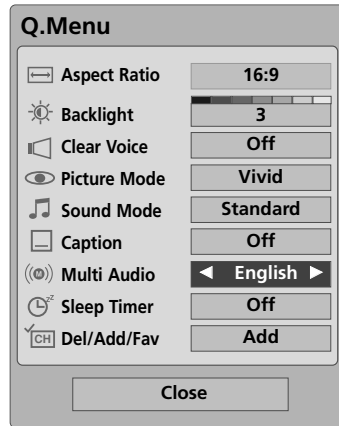 Q.Menu
Aspect Ratio 16:9
Backlight 3
Clear Voice Off
Picture Mode Vivid
Sound Mode Standard
Caption Off
Multi Audio ◀ English ▶
Sleep Timer Off
CH Del/Add/Fav Add
Close